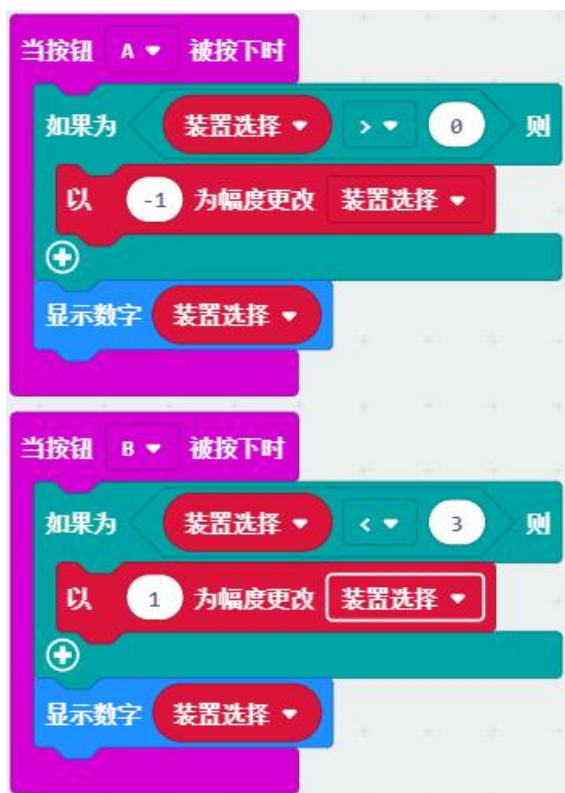 当按钮 A 被按下时
如果为 装置选择 > 0 则
以 -1 为幅度更改 装置选择
显示数字 装置选择
当按钮 B 被按下时
如果为 装置选择 < 3 则
以 1 为幅度更改 装置选择
显示数字 装置选择